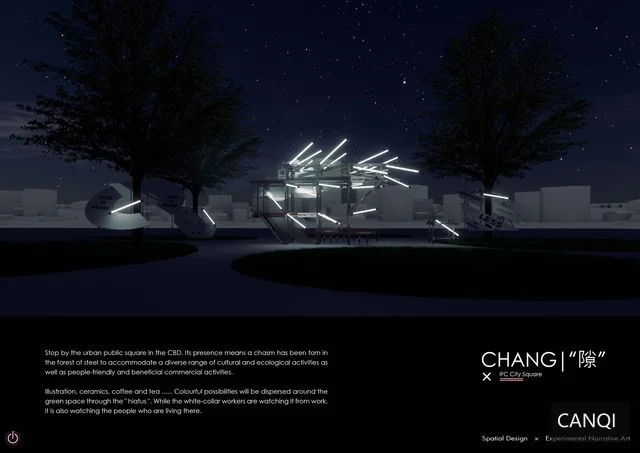 LESS
Stop by the urban public square in the CBD. Its presence means a chasm has been torn in
the forest of steel to accommodate a diverse range of cultural and ecological activities as
well as people-friendly and beneficial commercial activities.
Illustration, ceramics, coffee and tea ...... Colourful possibilities will be dispersed around the
green space through the "hiatus". While the white-collar workers are watching it from work,
it is also watching the people who are living there.
CHANG|“隙”
× IFC City Square
CANQI
Spatial Design × Experimental Narrative Art